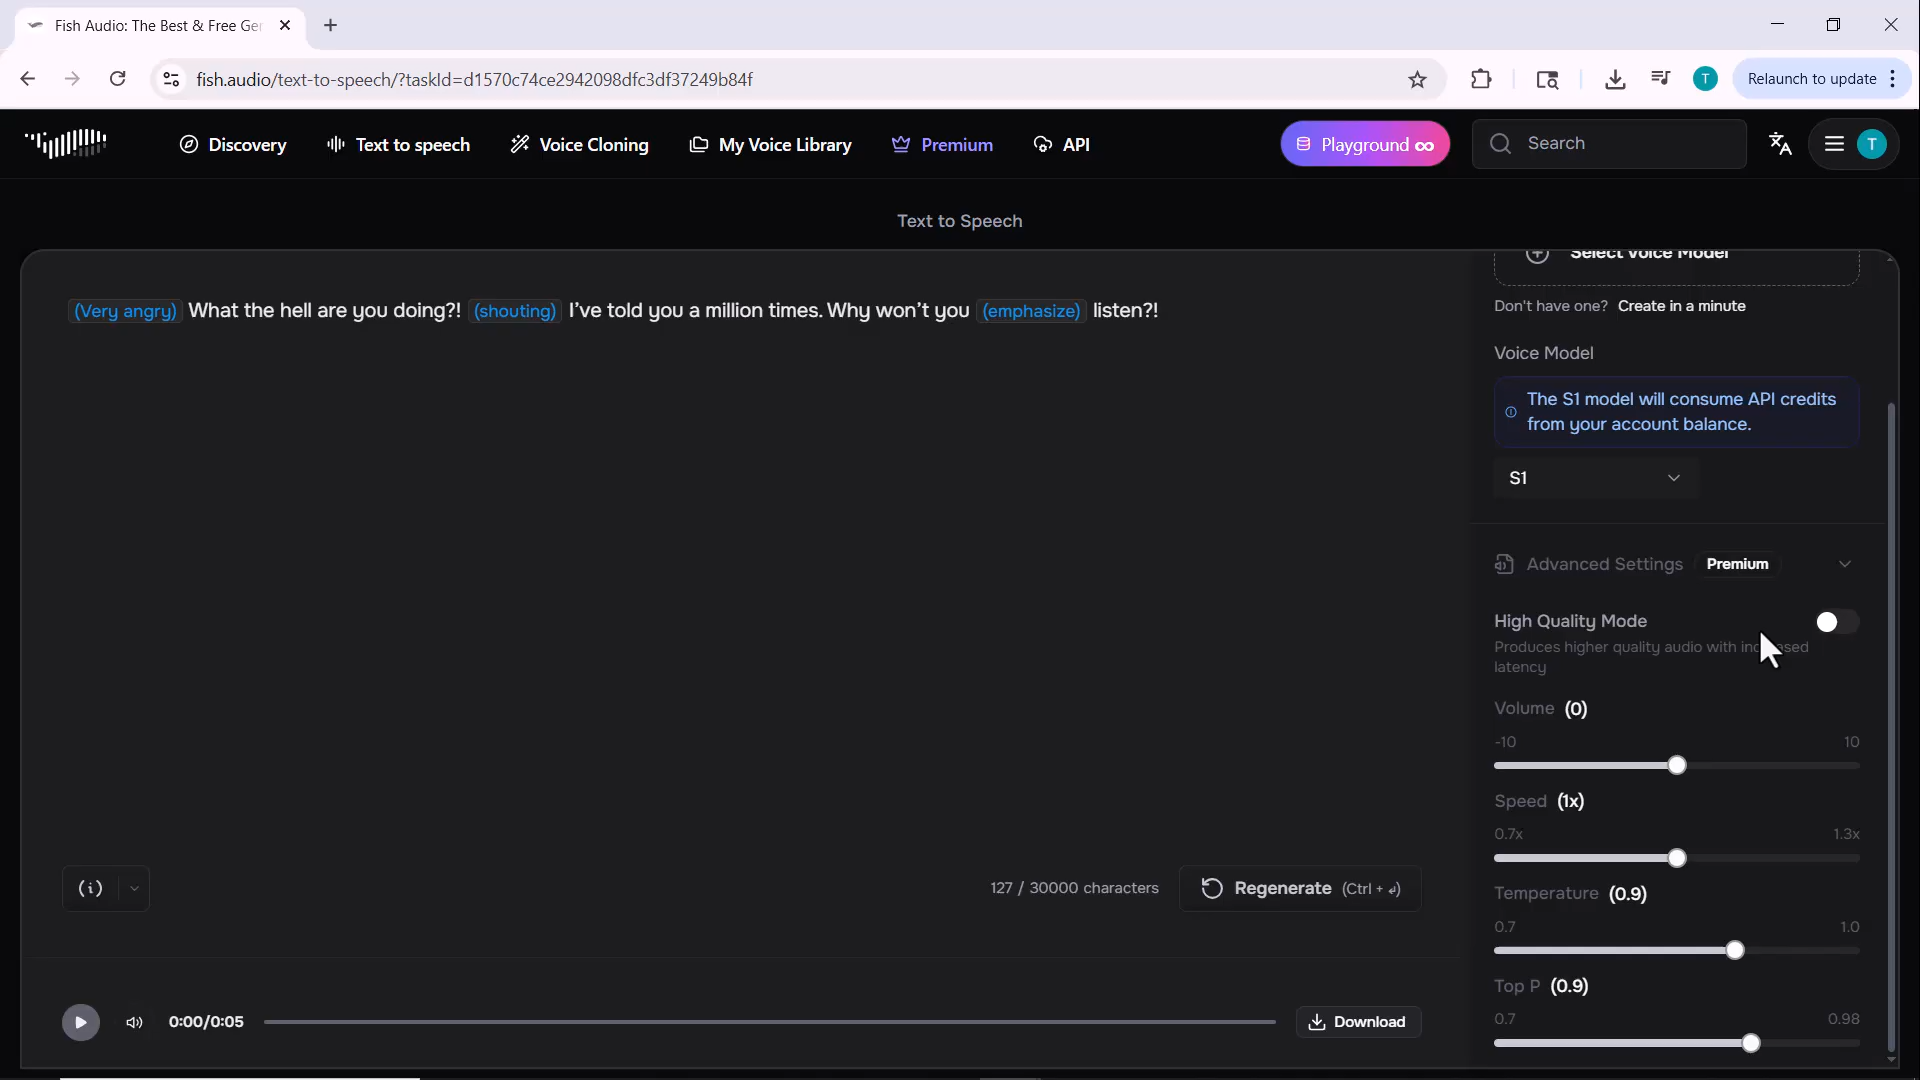 Fish Audio: The Best & Free Ger
fish.audio/text-to-speech/?taskId=d1570c74ce2942098dfc3df37249b84f
T
Relaunch to update
Discovery
Text to speech
Voice Cloning
My Voice Library
Premium
API
Playground ∞
Search
T
Text to Speech
(Very angry) What the hell are you doing?! (shouting) I’ve told you a million times. Why won’t you (emphasize) listen?!
Select Voice Model
Don't have one? Create in a minute
Voice Model
The S1 model will consume API credits
from your account balance.
S1
Advanced Settings Premium
High Quality Mode
Produces higher quality audio with increased
latency
Volume (0)
-10 10
Speed (1x)
0.7x 1.3x
Temperature (0.9)
0.7 1.0
Top P (0.9)
0.7 0.98
(i)
127 / 30000 characters
Regenerate (Ctrl + ↲)
0:00/0:05
Download